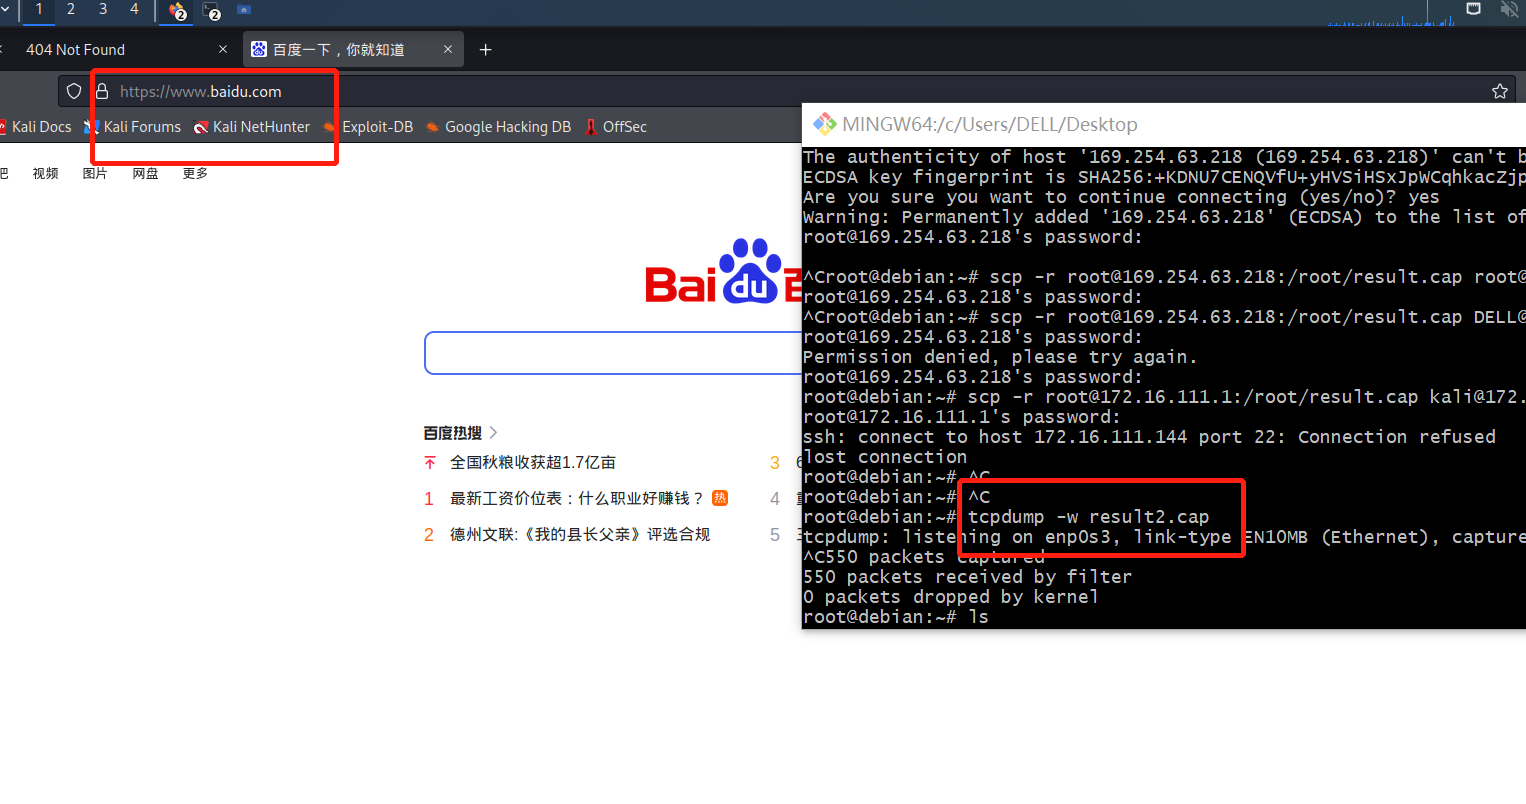 1 2 3 4 2 2
404 Not Found
百度一下，你就知道
https://www.baidu.com
Kali Docs
Kali Forums
Kali NetHunter
Exploit-DB
Google Hacking DB
OffSec
吧
视频
图片
网盘
更多
Bai du
百度热搜
全国秋粮收获超1.7亿亩
1 最新工资价位表：什么职业好赚钱？ 热
2 德州文联:《我的县长父亲》评选合规
3 6
4
5
MINGW64:/c/Users/DELL/Desktop
The authenticity of host '169.254.63.218 (169.254.63.218)' can't b
ECDSA key fingerprint is SHA256:+KDNU7CENQVfU+yHVSiHSxJpWCqhkacZjp
Are you sure you want to continue connecting (yes/no)? yes
Warning: Permanently added '169.254.63.218' (ECDSA) to the list of
root@169.254.63.218's password:
^Croot@debian:~# scp -r root@169.254.63.218:/root/result.cap root@
root@169.254.63.218's password:
^Croot@debian:~# scp -r root@169.254.63.218:/root/result.cap DELL@
root@169.254.63.218's password:
Permission denied, please try again.
root@169.254.63.218's password:
root@debian:~# scp -r root@172.16.111.1:/root/result.cap kali@172.
root@172.16.111.1's password:
ssh: connect to host 172.16.111.144 port 22: Connection refused
lost connection
root@debian:~# ^C
root@debian:~# ^C
root@debian:~# tcpdump -w result2.cap
tcpdump: listening on enp0s3, link-type EN10MB (Ethernet), capture
^C550 packets captured
550 packets received by filter
0 packets dropped by kernel
root@debian:~# ls